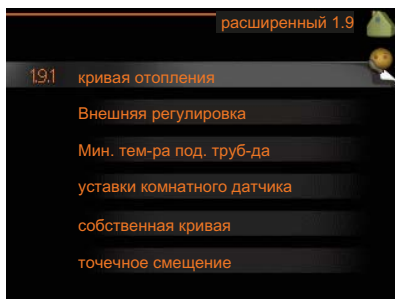 расширенный 1.9
1.9.1 кривая отопления
Внешняя регулировка
Мин. тем-ра под. труб-да
уставки комнатного датчика
собственная кривая
точечное смещение